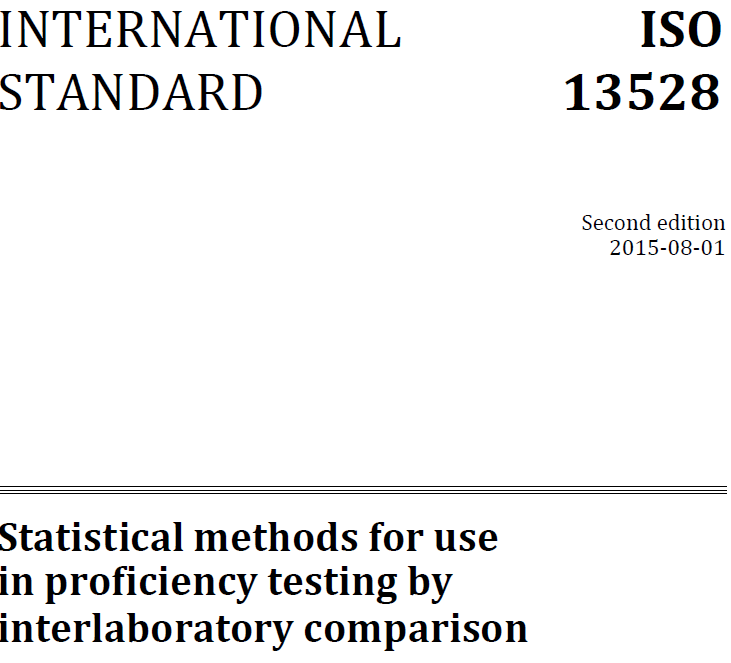 INTERNATIONAL
STANDARD
ISO
13528
Second edition
2015-08-01
Statistical methods for use
in proficiency testing by
interlaboratory comparison